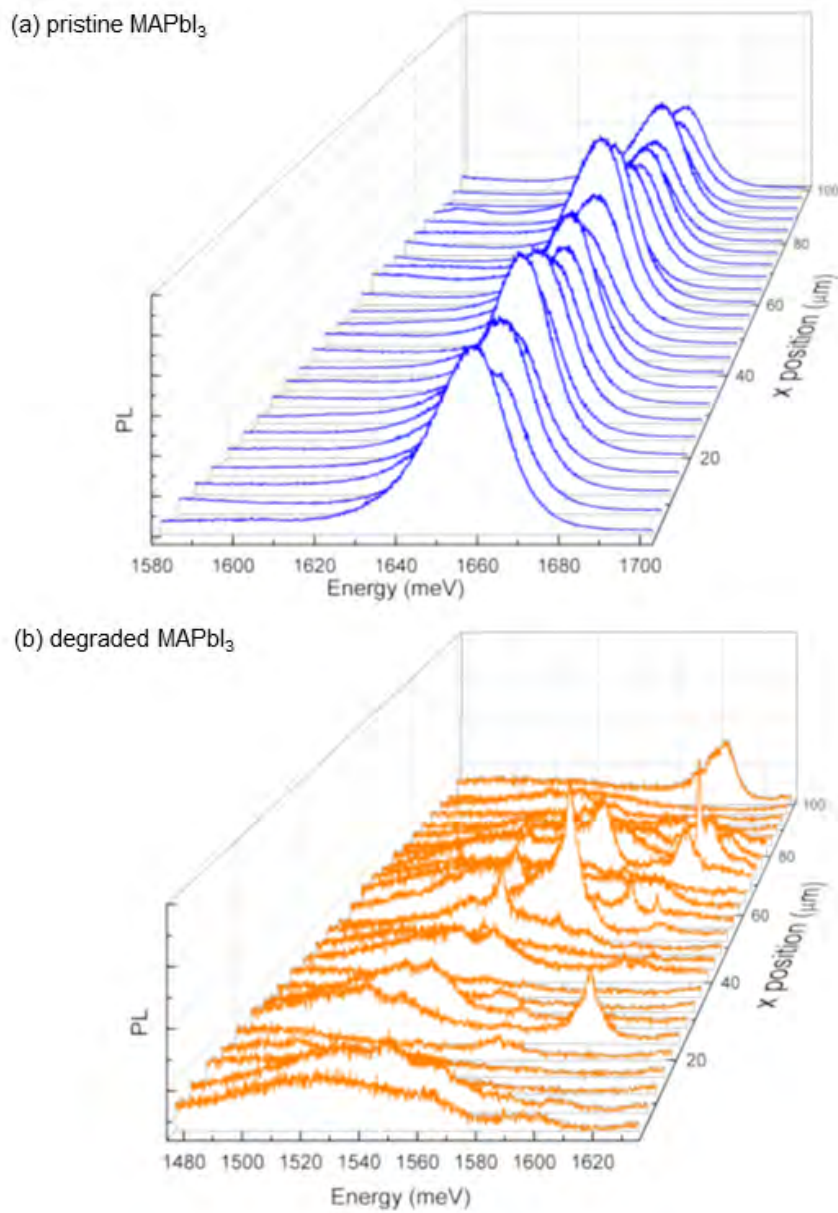 (a) pristine MAPbI₃
PL
1580 1600 1620 1640 1660 1680 1700
Energy (meV)
20 40 60 80 100
X position (μm)
(b) degraded MAPbI₃
PL
1480 1500 1520 1540 1560 1580 1600 1620
Energy (meV)
20 40 60 80 100
X position (μm)